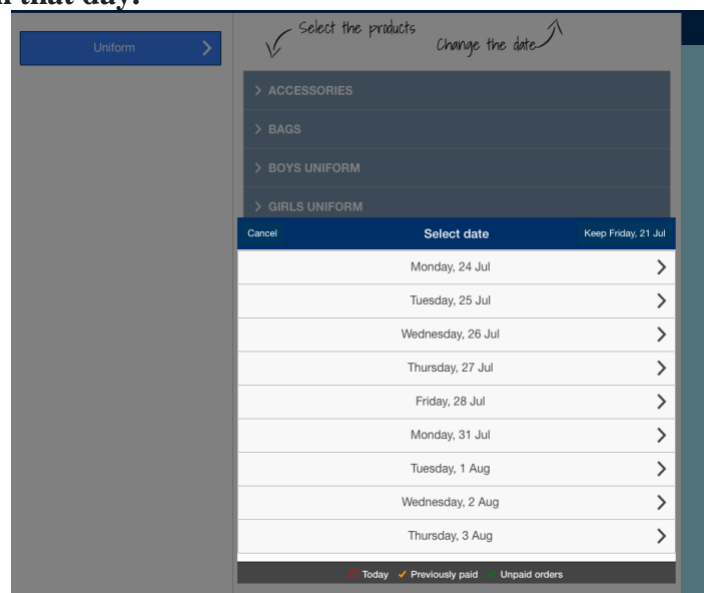 that day.
Select the products
Change the date
Uniform
ACCESSORIES
BAGS
BOYS UNIFORM
GIRLS UNIFORM
Cancel Select date Keep Friday, 21 Jul
Monday, 24 Jul
Tuesday, 25 Jul
Wednesday, 26 Jul
Thursday, 27 Jul
Friday, 28 Jul
Monday, 31 Jul
Tuesday, 1 Aug
Wednesday, 2 Aug
Thursday, 3 Aug
Today Previously paid Unpaid orders